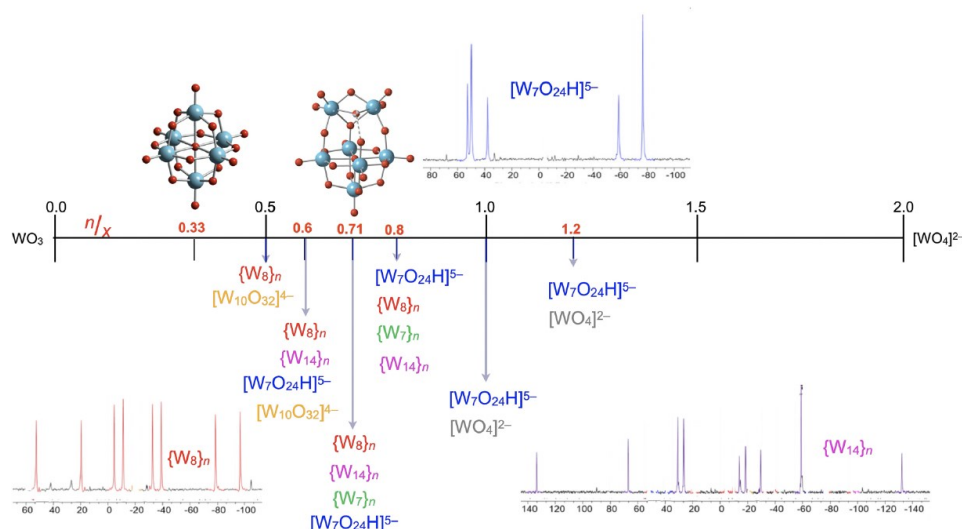 [W₇O₂₄H]⁵⁻
60 40 20 0 -20 -40 -60 -80 -100
80
0.0 0.5 1.0 1.5 2.0
WO₃ n/x 0.33 0.6 0.71 0.8 1.2 [WO₄]²⁻
{W₈}ₙ
[W₁₀O₃₂]⁴⁻
[W₇O₂₄H]⁵⁻
{W₈}ₙ
{W₇}ₙ
{W₁₄}ₙ
[W₇O₂₄H]⁵⁻
[WO₄]²⁻
{W₈}ₙ
{W₁₄}ₙ
[W₇O₂₄H]⁵⁻
[W₁₀O₃₂]⁴⁻
[W₇O₂₄H]⁵⁻
[WO₄]²⁻
{W₈}ₙ
{W₁₄}ₙ
{W₇}ₙ
[W₇O₂₄H]⁵⁻
{W₈}ₙ
60 40 20 0 -20 -40 -60 -80 -100
{W₁₄}ₙ
140 120 100 80 60 40 20 0 -20 -40 -60 -80 -100 -120 -140